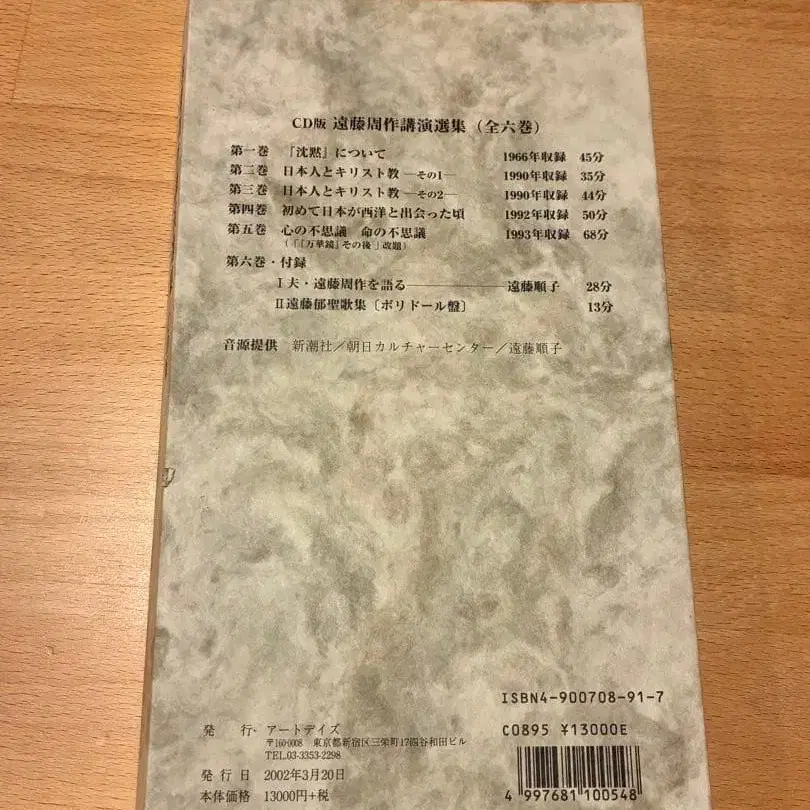 CD版 遠藤周作講演選集（全六巻）
第一巻 『沈黙』について 1966年収録 45分
第二巻 日本人とキリスト教 ―その1― 1990年収録 35分
第三巻 日本人とキリスト教 ―その2― 1990年収録 44分
第四巻 初めて日本が西洋と出会った頃 1992年収録 50分
第五巻 心の不思議 命の不思議 1993年収録 68分
（「『万華鏡』その後」改題）
第六巻・付録
Ⅰ夫・遠藤周作を語る――――――遠藤順子 28分
Ⅱ遠藤郁聖歌集〔ポリドール盤〕 13分
音源提供 新潮社／朝日カルチャーセンター／遠藤順子
ISBN4-900708-91-7
C0895 ¥13000E
発 行・アートデイズ
〒160-0008 東京都新宿区三栄町17四谷和田ビル
TEL.03-3353-2298
発行日 2002年3月20日
本体価格 13000円+税
4 997681 100548